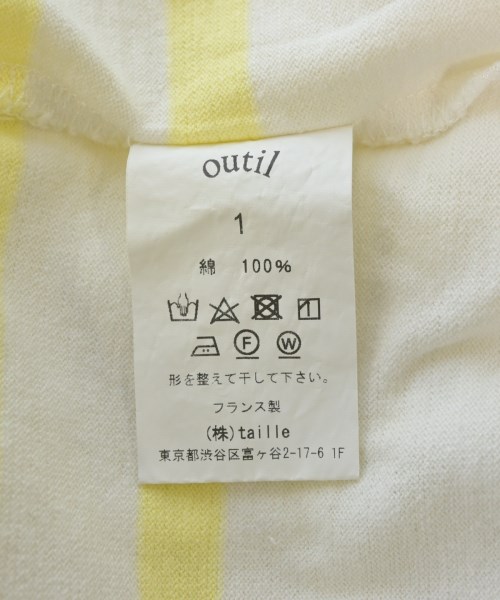 outil
1
綿 100%
F W
形を整えて干して下さい。
フランス製
(株)taille
東京都渋谷区富ヶ谷2-17-6 1F